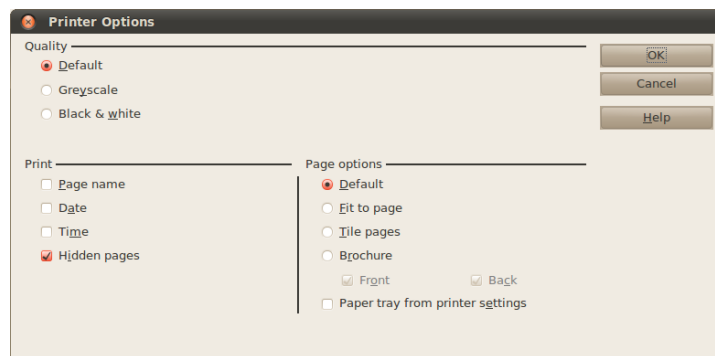 Printer Options
Quality
Default
Greyscale
Black & white
OK
Cancel
Help
Print
Page name
Date
Time
Hidden pages
Page options
Default
Fit to page
Tile pages
Brochure
Front Back
Paper tray from printer settings